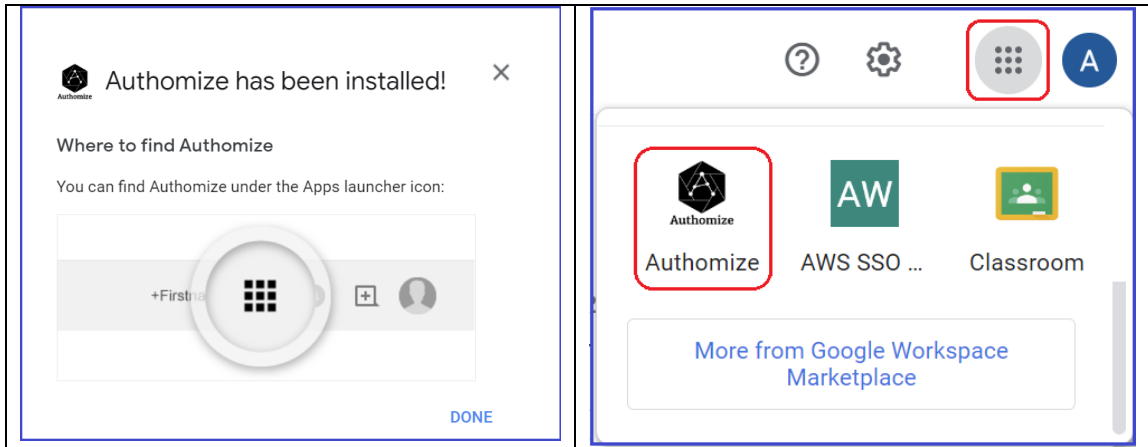 Authomize
Authomize has been installed!
Where to find Authomize
You can find Authomize under the Apps launcher icon:
+Firstna
DONE
A
Authomize
AW
Authomize
AWS SSO ...
Classroom
More from Google Workspace
Marketplace